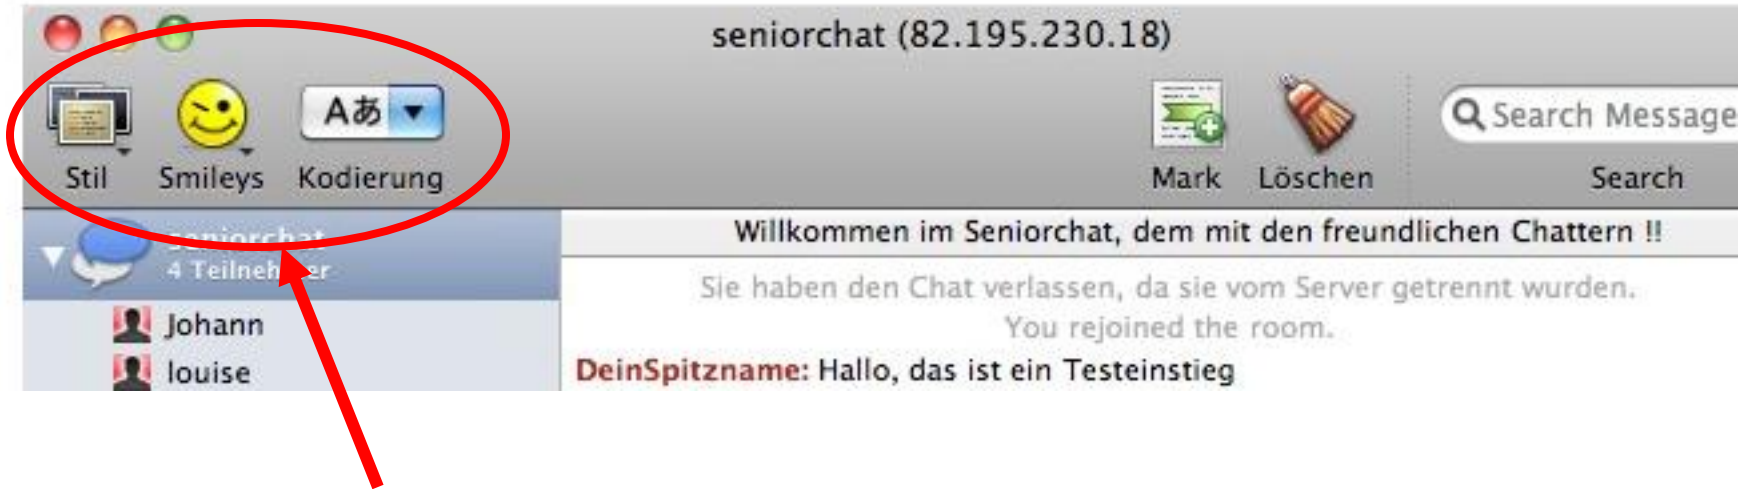 seniorchat (82.195.230.18)
Aあ
Search Message
Stil Smileys Kodierung Mark Löschen Search
seniorchat
4 Teilnehmer
Johann
louise
Willkommen im Seniorchat, dem mit den freundlichen Chattern !!
Sie haben den Chat verlassen, da sie vom Server getrennt wurden.
You rejoined the room.
DeinSpitzname: Hallo, das ist ein Testeinstieg